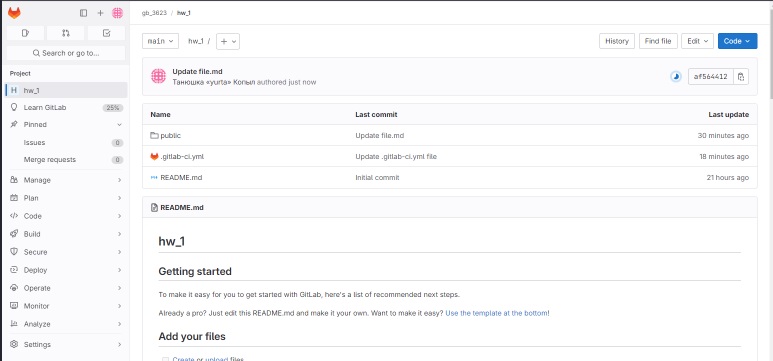 gb_3623 / hw_1
main
hw_1 /
+
History
Find file
Edit
Code
Search or go to...
Project
H hw_1
Learn GitLab 25%
Pinned
Issues 0
Merge requests 0
Manage
Plan
Code
Build
Secure
Deploy
Operate
Monitor
Analyze
Settings
Update file.md
Танюшка «yurta» Копыл authored just now
af564412
Name Last commit Last update
public Update file.md 30 minutes ago
.gitlab-ci.yml Update .gitlab-ci.yml file 18 minutes ago
README.md Initial commit 21 hours ago
README.md
hw_1
Getting started
To make it easy for you to get started with GitLab, here's a list of recommended next steps.
Already a pro? Just edit this README.md and make it your own. Want to make it easy? Use the template at the bottom!
Add your files
Create or upload files